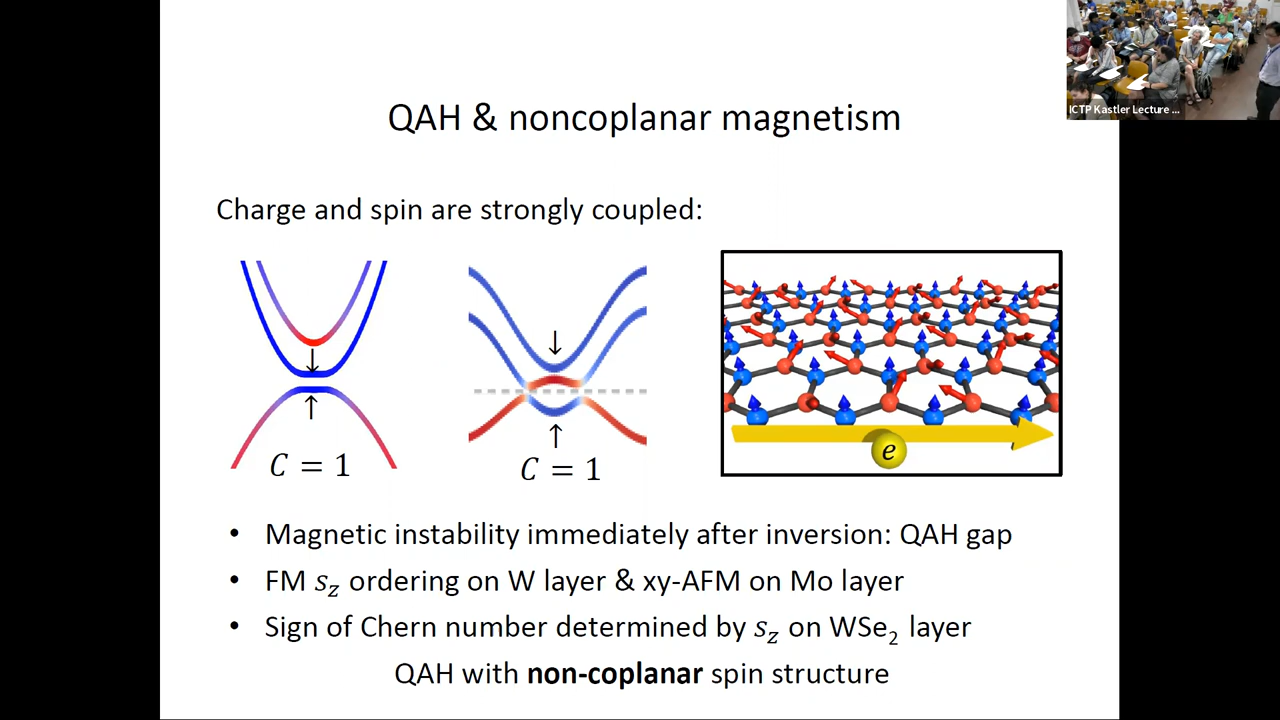 ICTP Kastler Lecture ...
QAH & noncoplanar magnetism
Charge and spin are strongly coupled:
↓
↑
C = 1
↓
↑
C = 1
e
• Magnetic instability immediately after inversion: QAH gap
• FM s_z ordering on W layer & xy-AFM on Mo layer
• Sign of Chern number determined by s_z on WSe₂ layer
QAH with non-coplanar spin structure